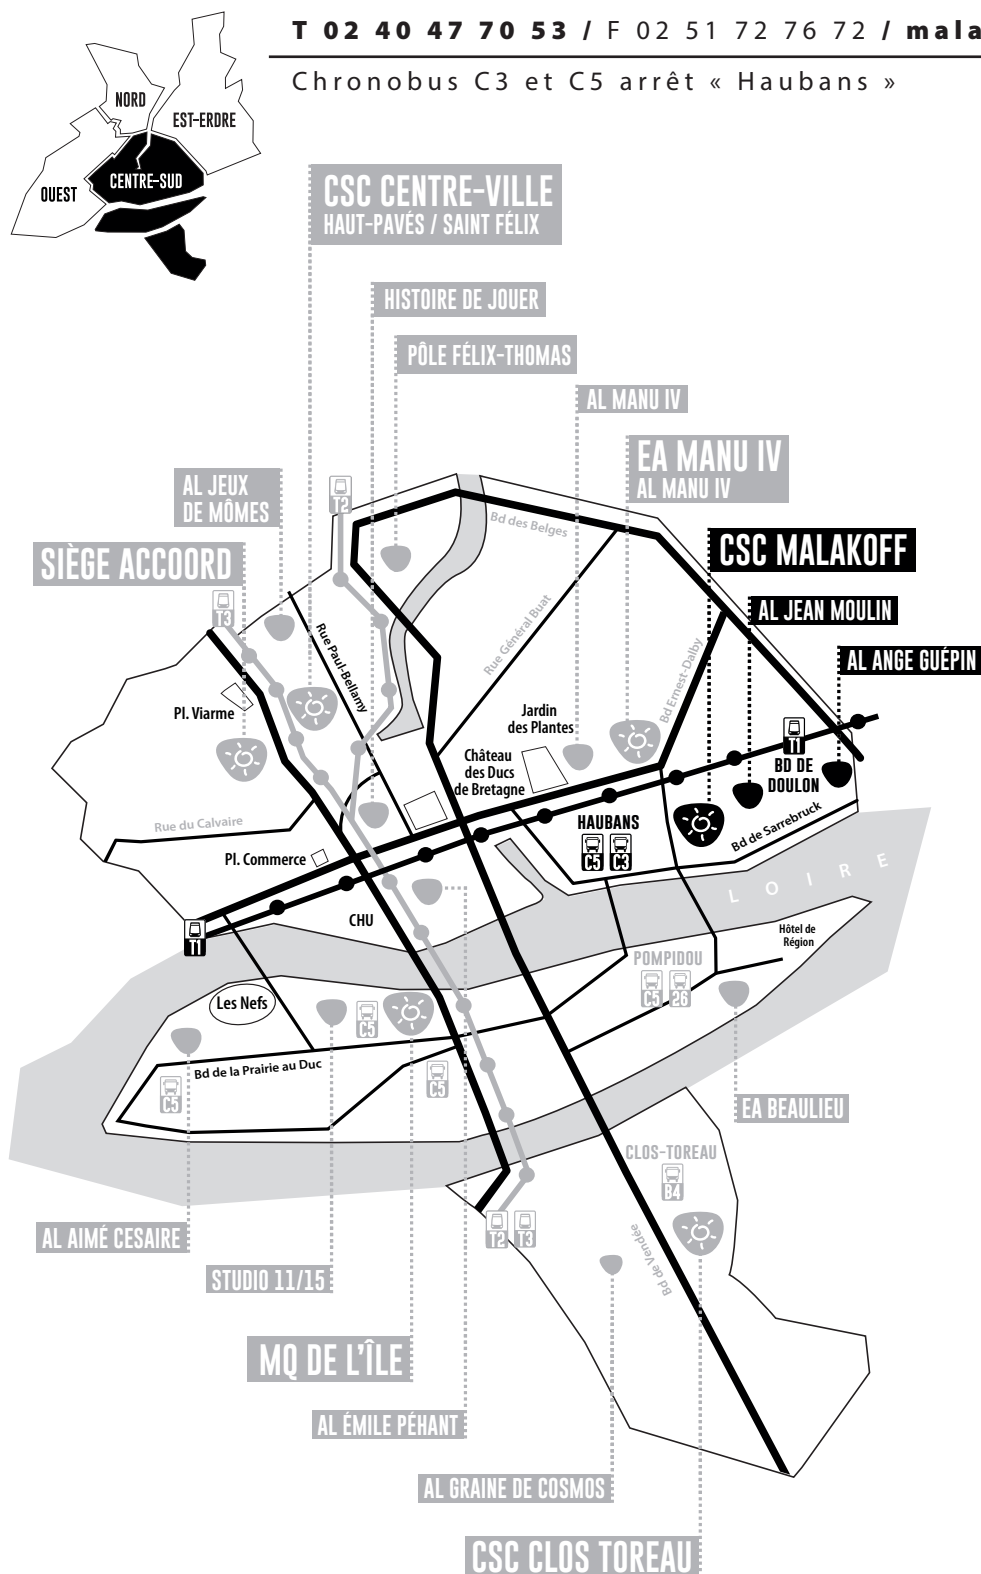 T 02 40 47 70 53 / F 02 51 72 76 72 / mala
Chronobus C3 et C5 arrêt « Haubans »
NORD
EST-ERDRE
OUEST
CENTRE-SUD
CSC CENTRE-VILLE
HAUT-PAVÉS / SAINT FÉLIX
HISTOIRE DE JOUER
PÔLE FÉLIX-THOMAS
AL MANU IV
EA MANU IV
AL MANU IV
AL JEUX
DE MÔMES
T2
Bd des Belges
SIÈGE ACCOORD
CSC MALAKOFF
T3
AL JEAN MOULIN
Rue Paul-Bellamy
Rue Général Buat
Bd Ernest-Dalby
AL ANGE GUÉPIN
Pl. Viarme
Jardin
des Plantes
Château
des Ducs
de Bretagne
T1
BD DE
DOULON
Rue du Calvaire
HAUBANS
C5
C3
Bd de Sarrebruck
Pl. Commerce
LOIRE
CHU
T1
Hôtel de
Région
POMPIDOU
C5
26
Les Nefs
C5
Bd de la Prairie au Duc
C5
C5
EA BEAULIEU
CLOS-TOREAU
B4
AL AIMÉ CESAIRE
T2
T3
Bd de Vendée
STUDIO 11/15
MQ DE L'ÎLE
AL ÉMILE PÉHANT
AL GRAINE DE COSMOS
CSC CLOS TOREAU